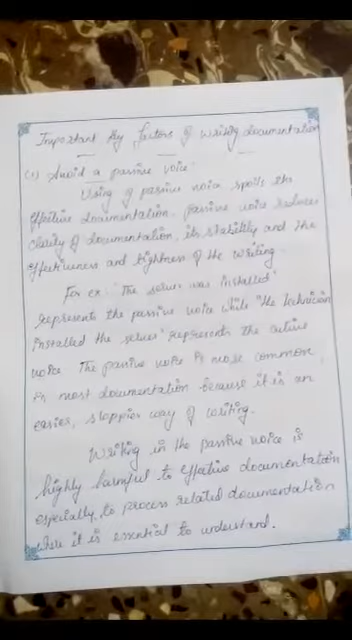 Important key factors of writing documentation
(1) Avoid a passive voice.
Using of passive voice spoils the
effective documentation. Passive voice reduces
clarity of documentation, its stability and the
effectiveness and tightness of the writing.
For ex: "The server was installed"
represents the passive voice while "the technician
installed the server" represents the active
voice. The passive voice is more common
in most documentation because it is an
easier, sloppier way of writing.
Writing in the passive voice is
highly harmful to effective documentation
especially, to process related documentation
where it is essential to understand.